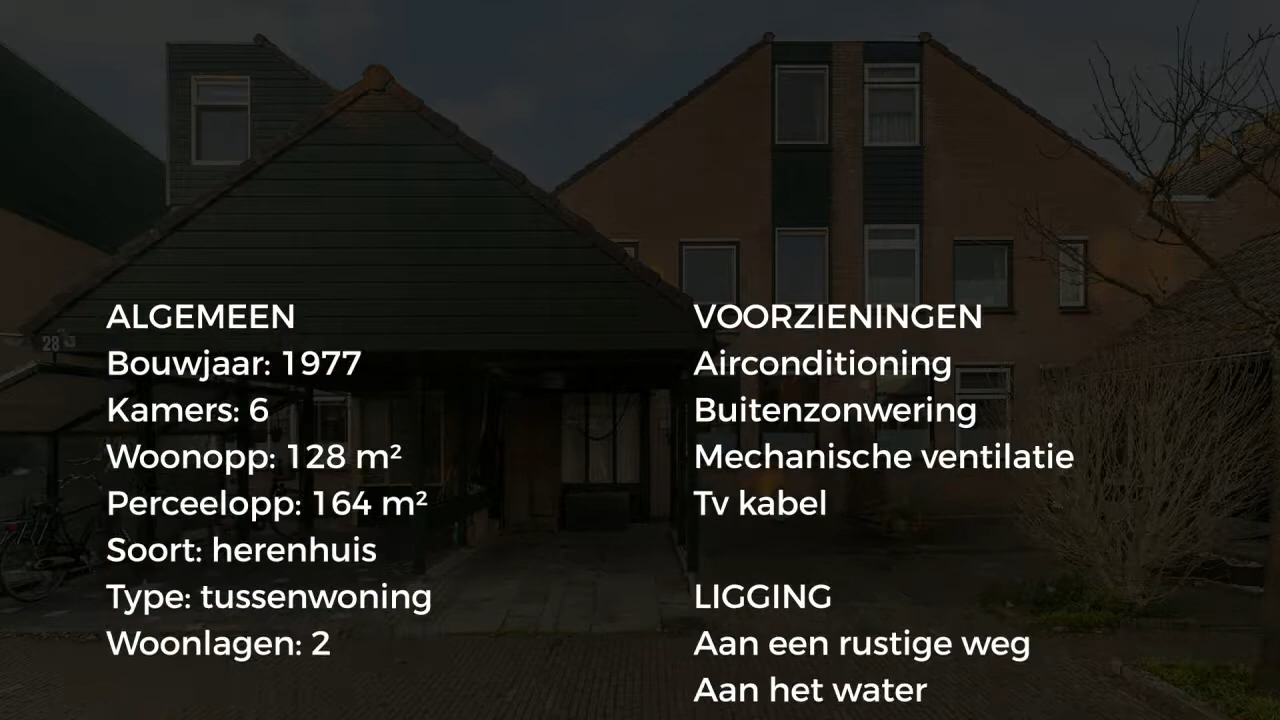 ALGEMEEN
Bouwjaar: 1977
Kamers: 6
Woonopp: 128 m²
Perceelopp: 164 m²
Soort: herenhuis
Type: tussenwoning
Woonlagen: 2
VOORZIENINGEN
Airconditioning
Buitenzonwering
Mechanische ventilatie
Tv kabel
LIGGING
Aan een rustige weg
Aan het water
28